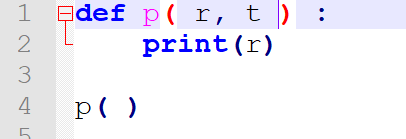 1 def p( r, t ) :
2 print(r)
3
4 p( )
5